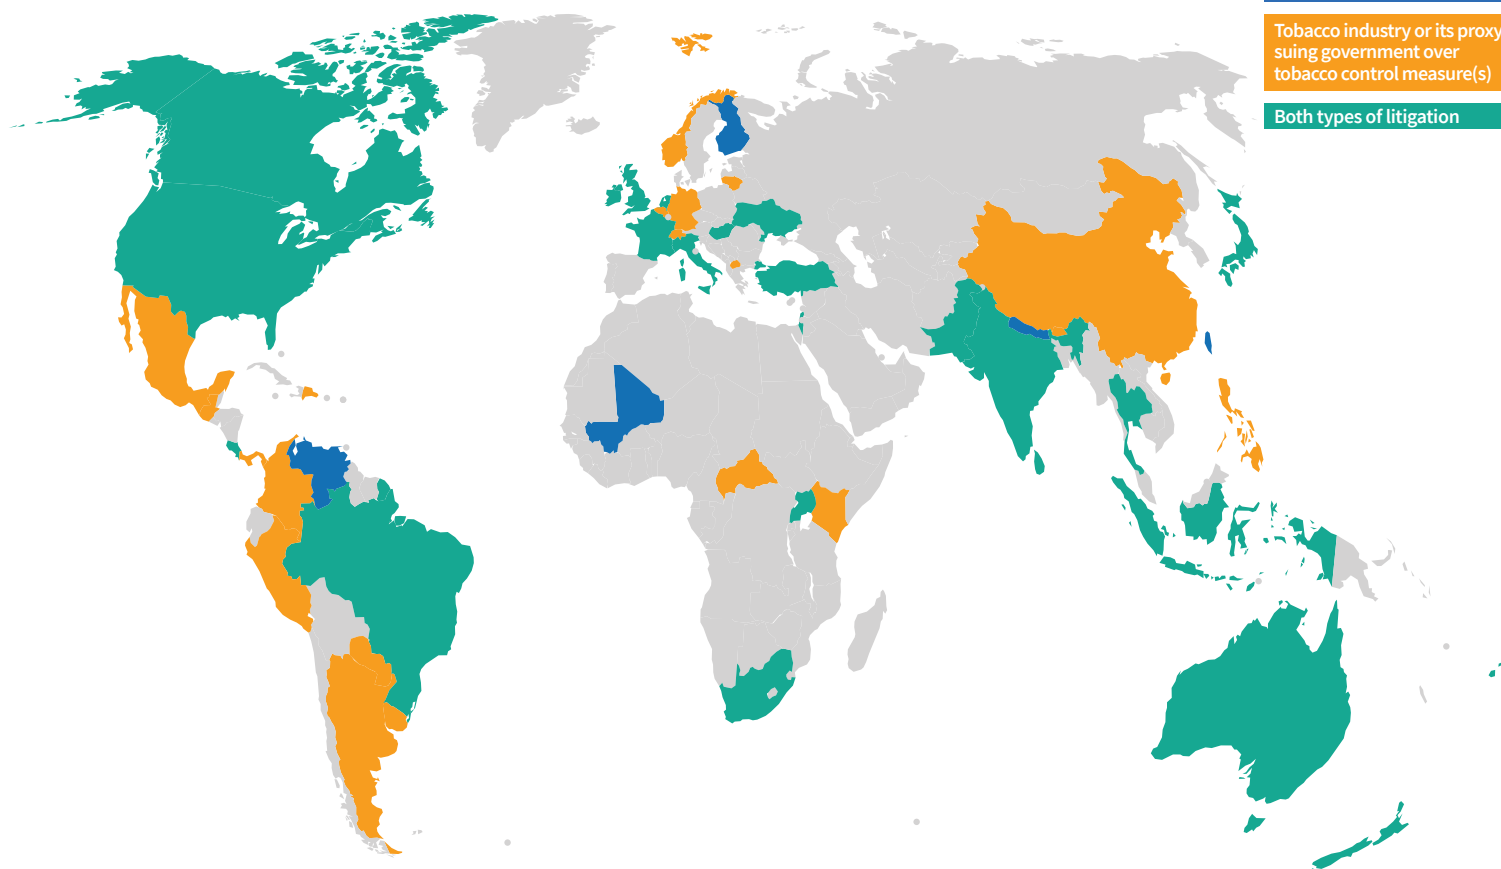 Tobacco industry or its proxy
suing government over
tobacco control measure(s)
Both types of litigation